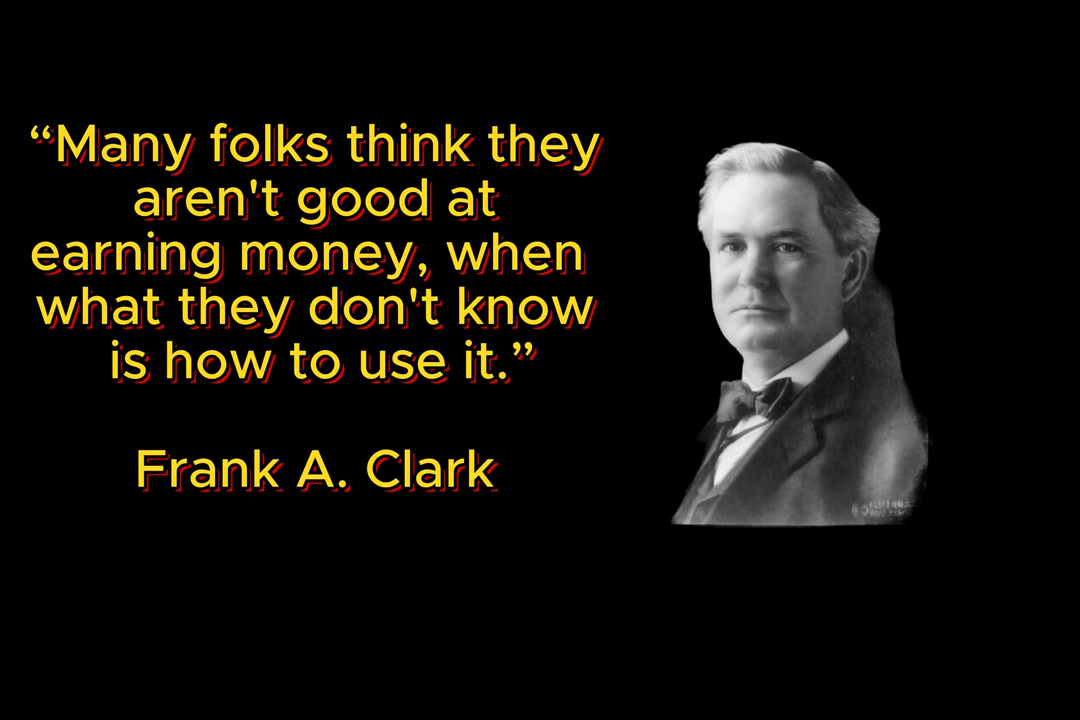 “Many folks think they
aren't good at
earning money, when
what they don't know
is how to use it.”
Frank A. Clark